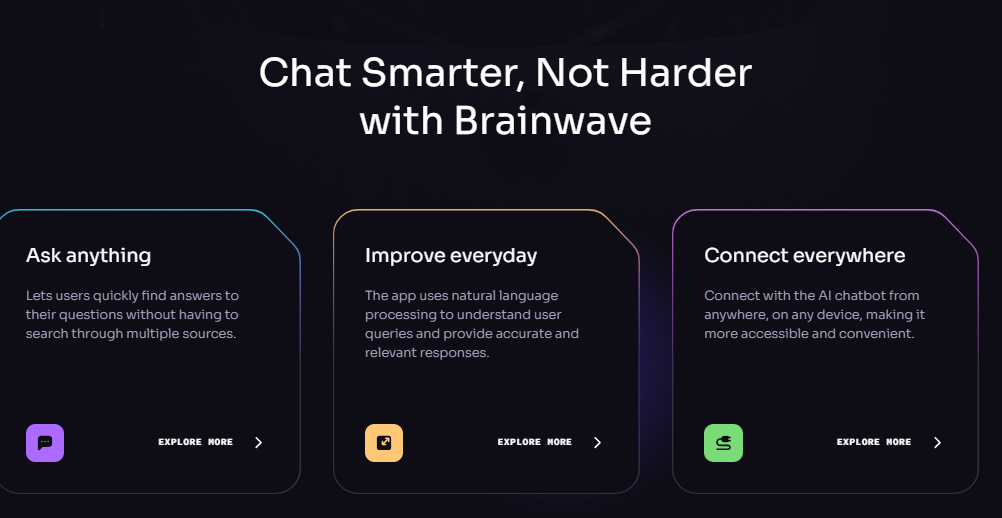 Chat Smarter, Not Harder
with Brainwave
Ask anything
Lets users quickly find answers to
their questions without having to
search through multiple sources.
EXPLORE MORE
Improve everyday
The app uses natural language
processing to understand user
queries and provide accurate and
relevant responses.
EXPLORE MORE
Connect everywhere
Connect with the AI chatbot from
anywhere, on any device, making it
more accessible and convenient.
EXPLORE MORE